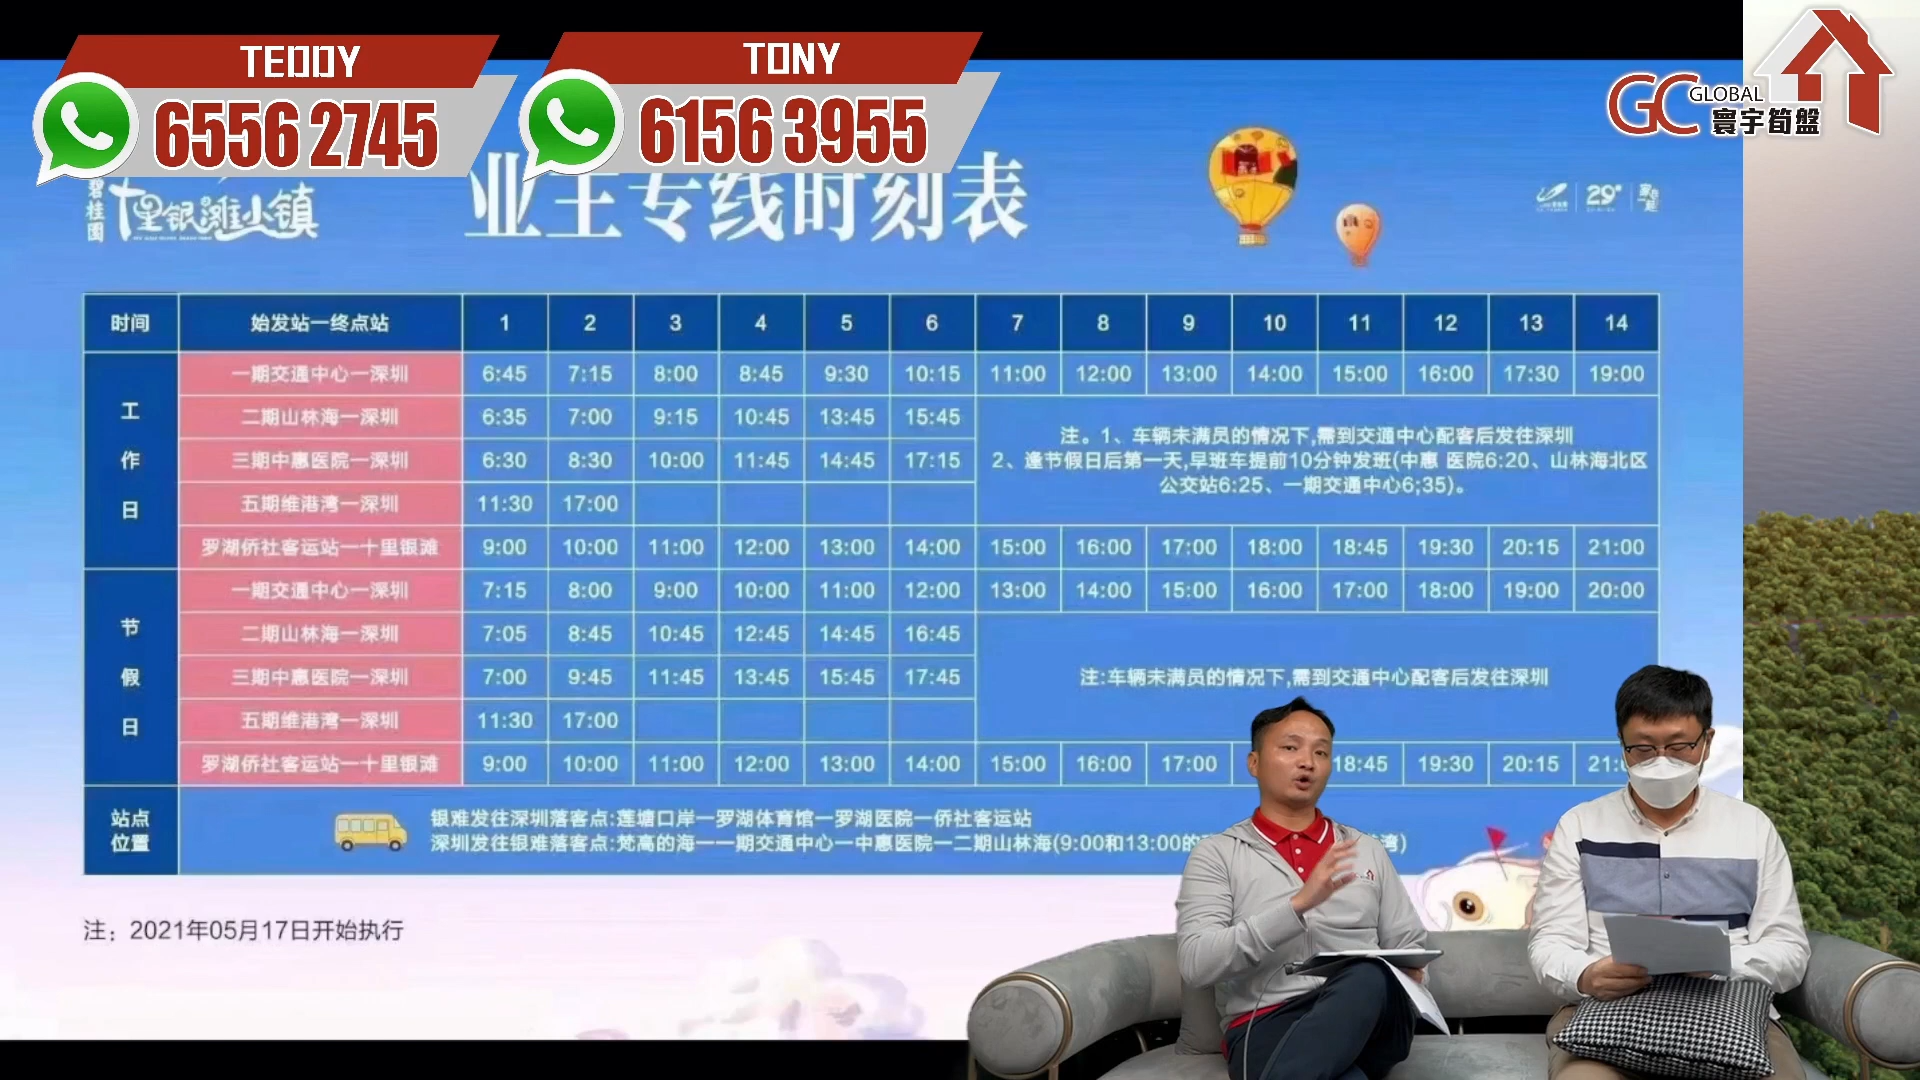 TEDDY
6556 2745
TONY
6156 3955
GC GLOBAL
寰宇筍盤
碧桂园
十里银滩小镇
业主专线时刻表
29°
时间 始发站一终点站 1 2 3 4 5 6 7 8 9 10 11 12 13 14
工作日
一期交通中心一深圳 6:45 7:15 8:00 8:45 9:30 10:15 11:00 12:00 13:00 14:00 15:00 16:00 17:30 19:00
二期山林海一深圳 6:35 7:00 9:15 10:45 13:45 15:45
三期中惠医院一深圳 6:30 8:30 10:00 11:45 14:45 17:15
五期维港湾一深圳 11:30 17:00
注。1、车辆未满员的情况下,需到交通中心配客后发往深圳
2、逢节假日后第一天,早班车提前10分钟发班(中惠 医院6:20、山林海北区
公交站6:25、一期交通中心6;35)。
罗湖侨社客运站一十里银滩 9:00 10:00 11:00 12:00 13:00 14:00 15:00 16:00 17:00 18:00 18:45 19:30 20:15 21:00
节假日
一期交通中心一深圳 7:15 8:00 9:00 10:00 11:00 12:00 13:00 14:00 15:00 16:00 17:00 18:00 19:00 20:00
二期山林海一深圳 7:05 8:45 10:45 12:45 14:45 16:45
三期中惠医院一深圳 7:00 9:45 11:45 13:45 15:45 17:45
五期维港湾一深圳 11:30 17:00
注:车辆未满员的情况下,需到交通中心配客后发往深圳
罗湖侨社客运站一十里银滩 9:00 10:00 11:00 12:00 13:00 14:00 15:00 16:00 17:00 18:45 19:30 20:15 21:
站点位置
银难发往深圳落客点:莲塘口岸一罗湖体育馆一罗湖医院一侨社客运站
深圳发往银难落客点:梵高的海一一期交通中心一中惠医院一二期山林海(9:00和13:00的 湾)
注：2021年05月17日开始执行